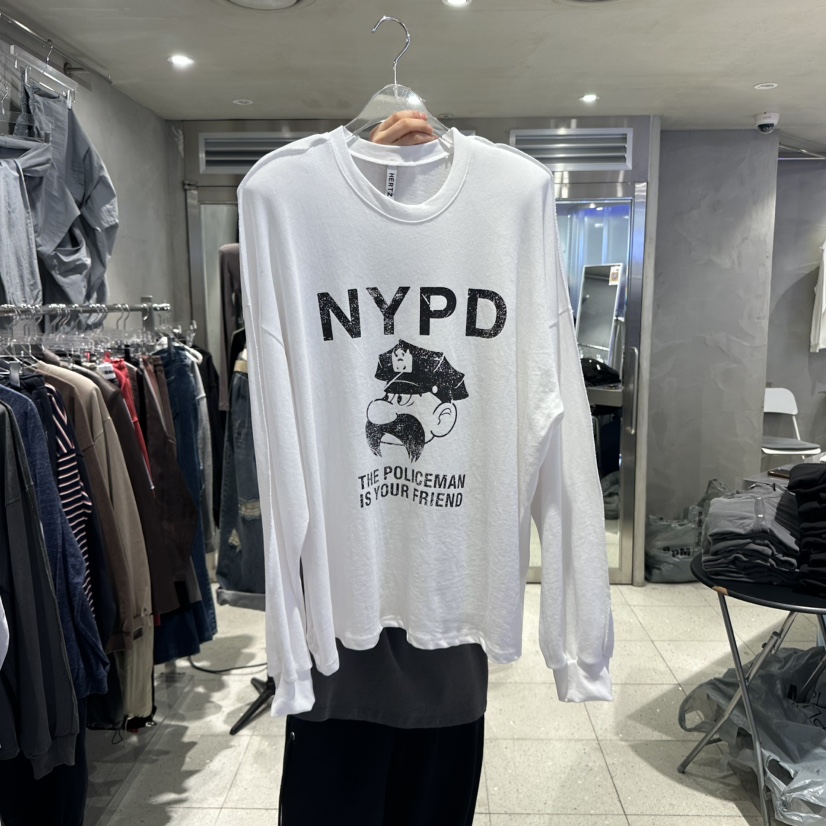 NYPD
THE POLICEMAN
IS YOUR FRIEND